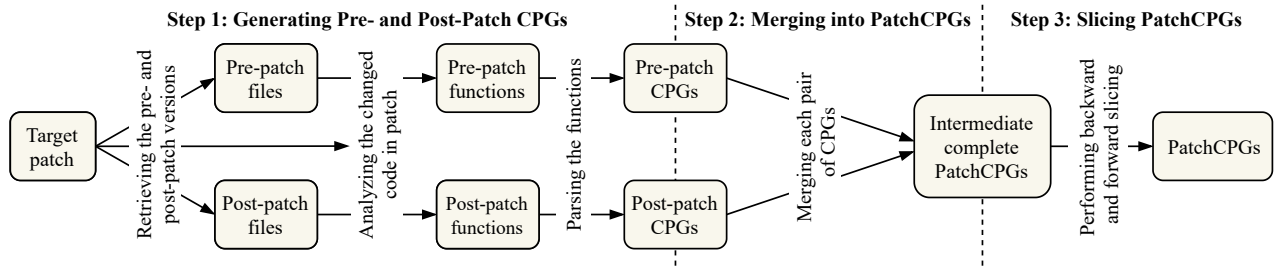 Step 1: Generating Pre- and Post-Patch CPGs
Step 2: Merging into PatchCPGs
Step 3: Slicing PatchCPGs
Target
patch
Retrieving the pre- and
post-patch versions
Pre-patch
files
Post-patch
files
Analyzing the changed
code in patch
Pre-patch
functions
Post-patch
functions
Parsing the functions
Pre-patch
CPGs
Post-patch
CPGs
Merging each pair
of CPGs
Intermediate
complete
PatchCPGs
Performing backward
and forward slicing
PatchCPGs